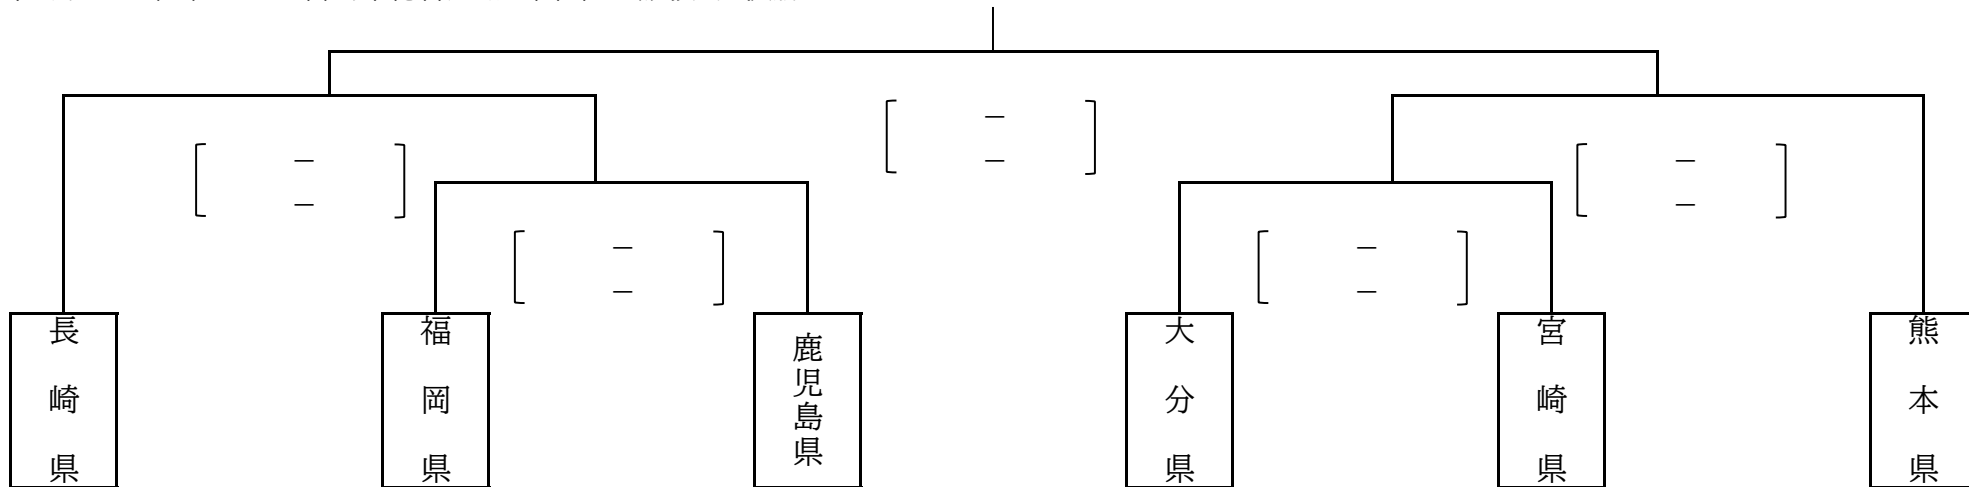 [ － － ]
[ － － ]
[ － － ]
[ － － ]
[ － － ]
長崎県
福岡県
鹿児島県
大分県
宮崎県
熊本県